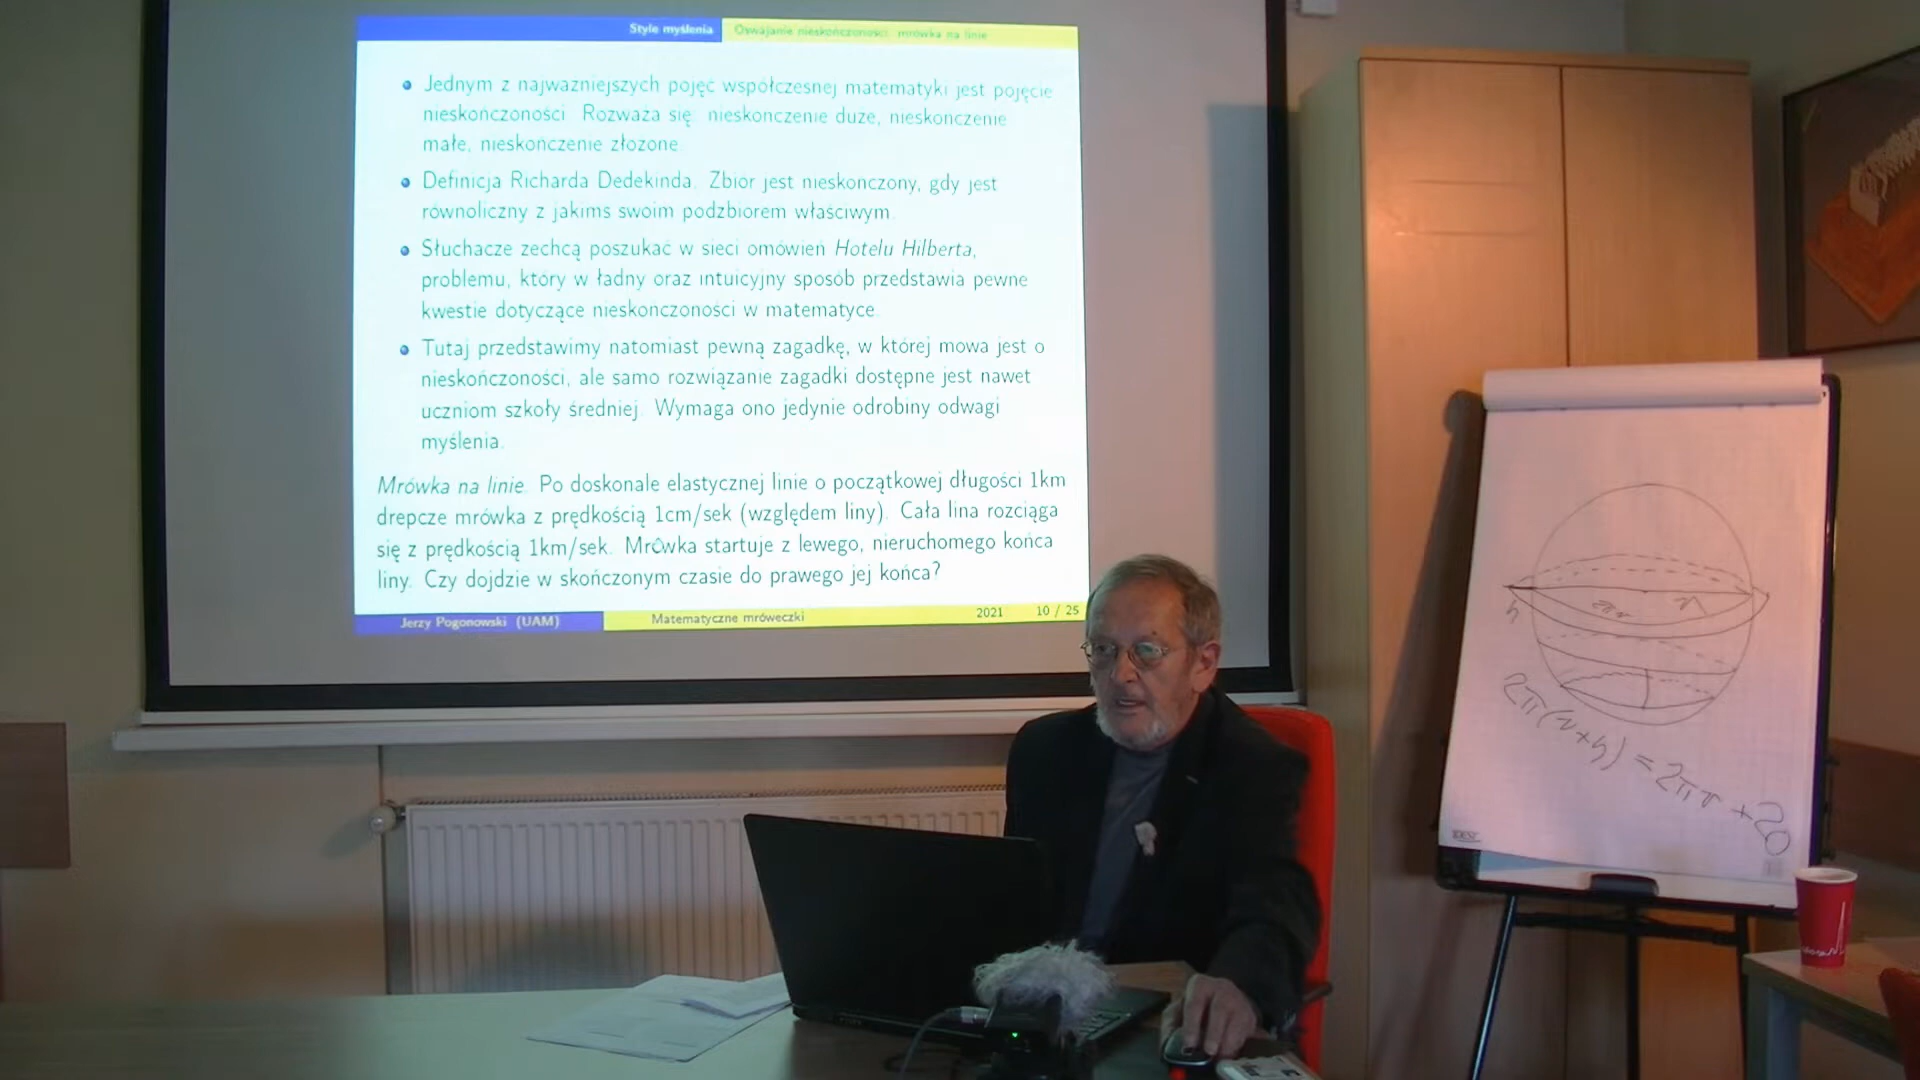 Style myślenia
Oswajanie nieskończoności: mrówka na linie
Jednym z najważniejszych pojęć współczesnej matematyki jest pojęcie
nieskończoności. Rozważa się: nieskończenie duże, nieskończenie
małe, nieskończenie złożone.
Definicja Richarda Dedekinda. Zbiór jest nieskończony, gdy jest
równoliczny z jakimś swoim podzbiorem właściwym.
Słuchacze zechcą poszukać w sieci omówień Hotelu Hilberta,
problemu, który w ładny oraz intuicyjny sposób przedstawia pewne
kwestie dotyczące nieskończoności w matematyce.
Tutaj przedstawimy natomiast pewną zagadkę, w której mowa jest o
nieskończoności, ale samo rozwiązanie zagadki dostępne jest nawet
uczniom szkoły średniej. Wymaga ono jedynie odrobiny odwagi
myślenia.
Mrówka na linie. Po doskonale elastycznej linie o początkowej długości 1km
drepcze mrówka z prędkością 1cm/sek (względem liny). Cała lina rozciąga
się z prędkością 1km/sek. Mrówka startuje z lewego, nieruchomego końca
liny. Czy dojdzie w skończonym czasie do prawego jej końca?
Jerzy Pogonowski (UAM)
Matematyczne mróweczki
2021
10 / 25
h
2πr
r
2π(r+h) = 2πr + 20